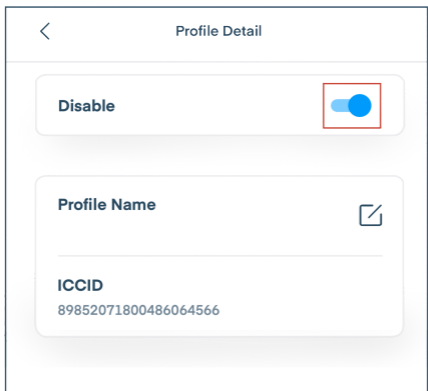 Profile Detail
Disable
Profile Name
ICCID
89852071800486064566